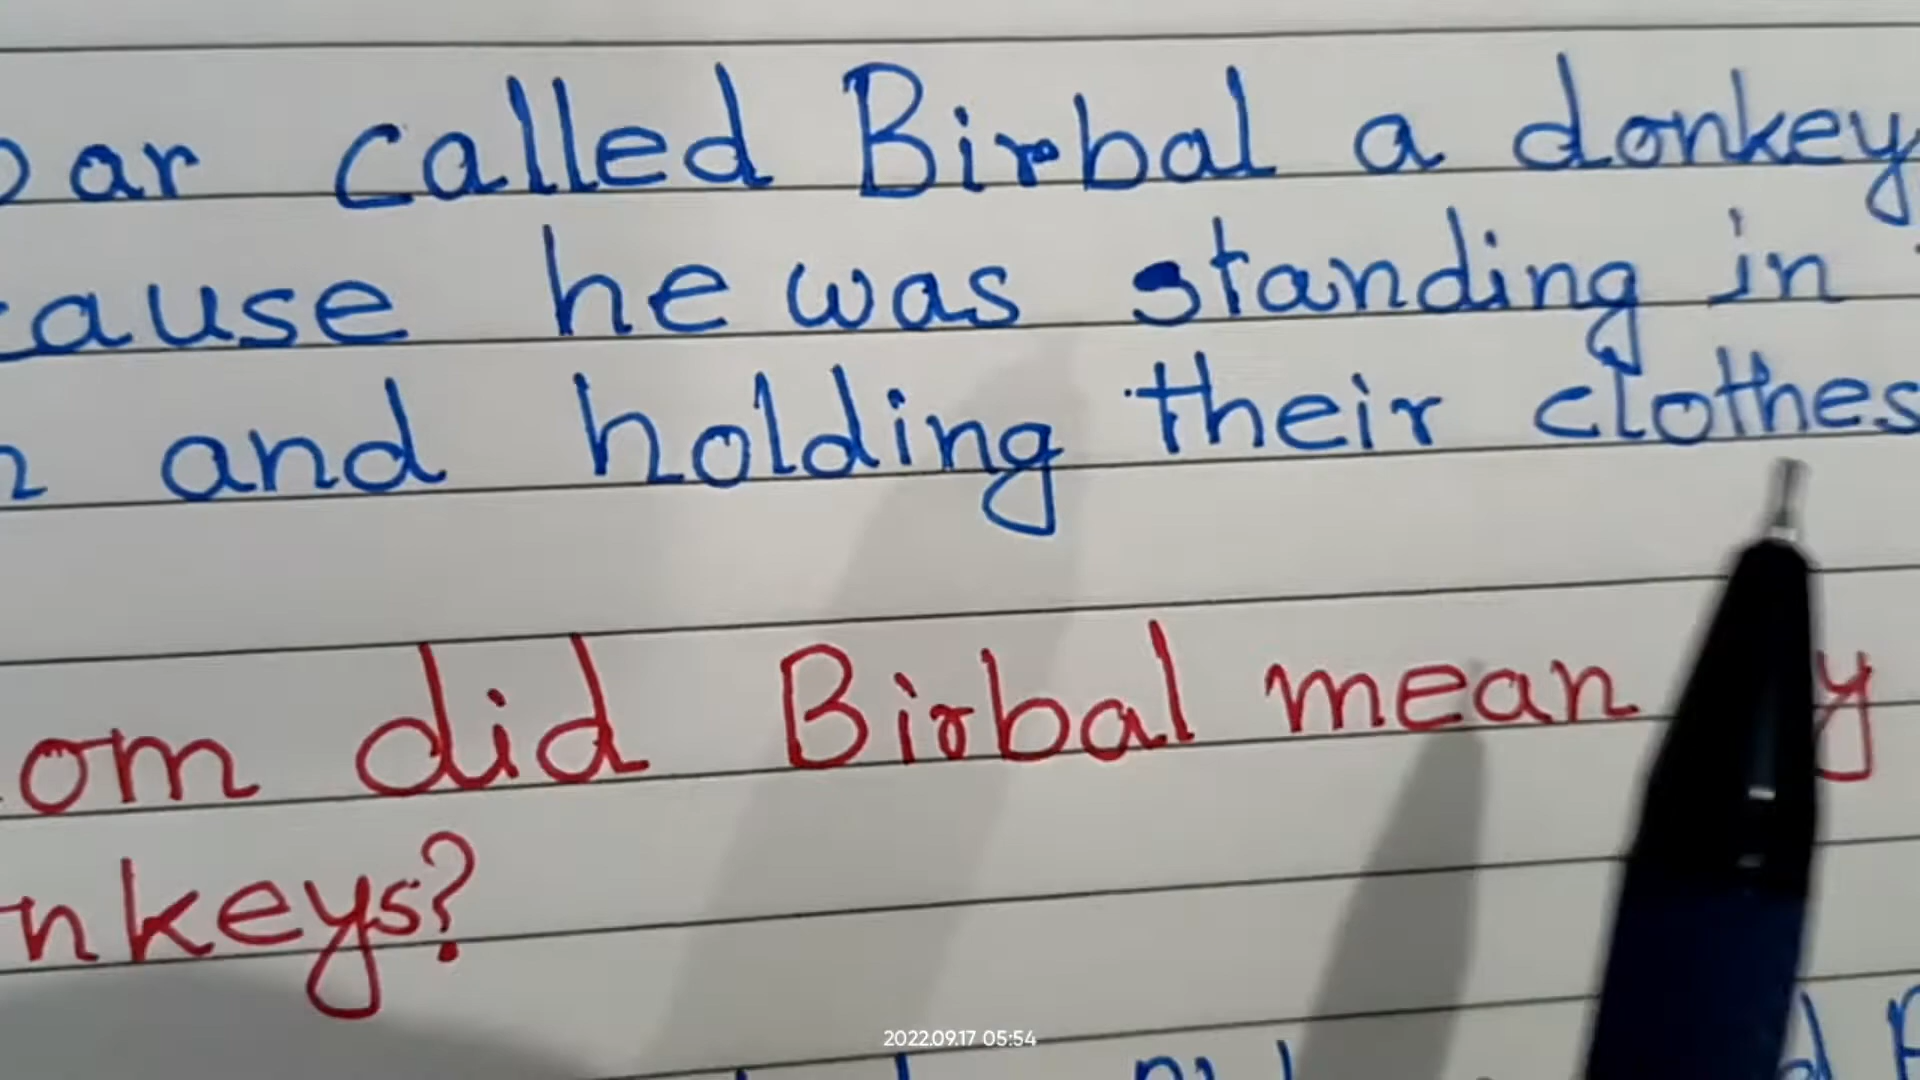 ar called Birbal a donkey
cause he was standing in
and holding their clothes
om did Birbal mean y
nkeys?
2022.09.17 05:54